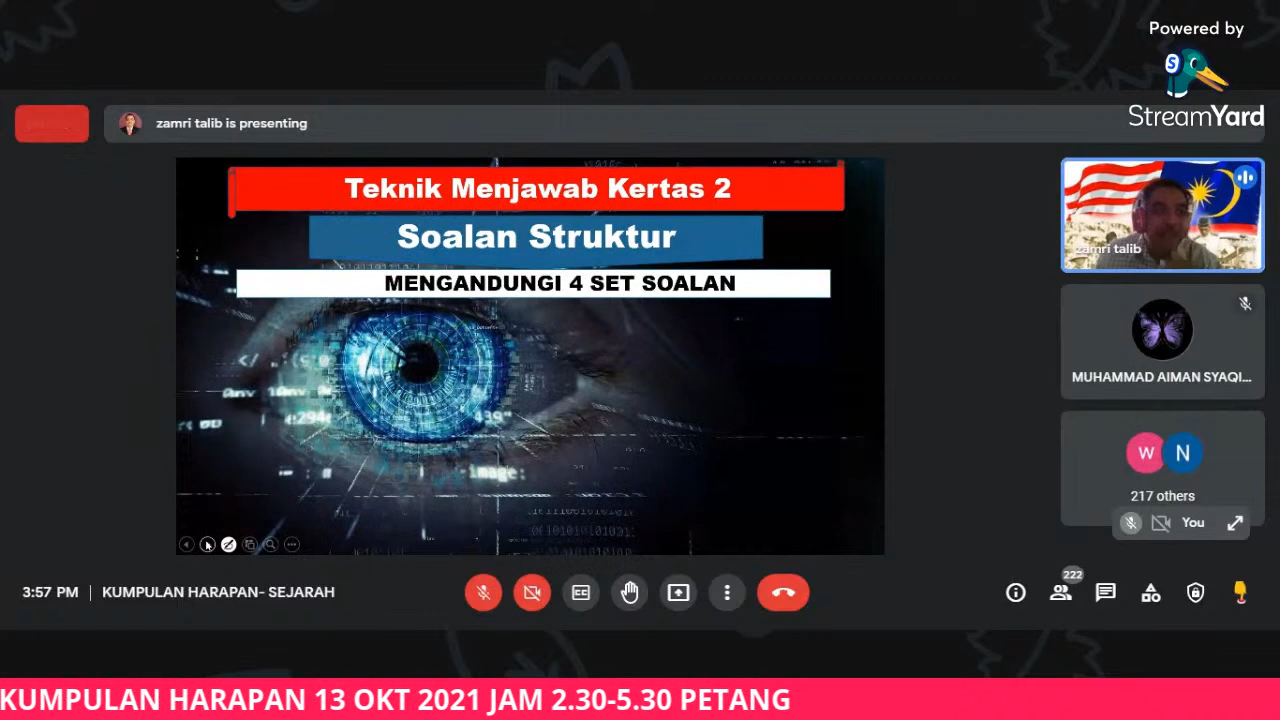 Powered by
StreamYard
zamri talib is presenting
Teknik Menjawab Kertas 2
Soalan Struktur
MENGANDUNGI 4 SET SOALAN
zamri talib
MUHAMMAD AIMAN SYAQI...
W N
217 others
You
3:57 PM | KUMPULAN HARAPAN- SEJARAH
222
KUMPULAN HARAPAN 13 OKT 2021 JAM 2.30-5.30 PETANG